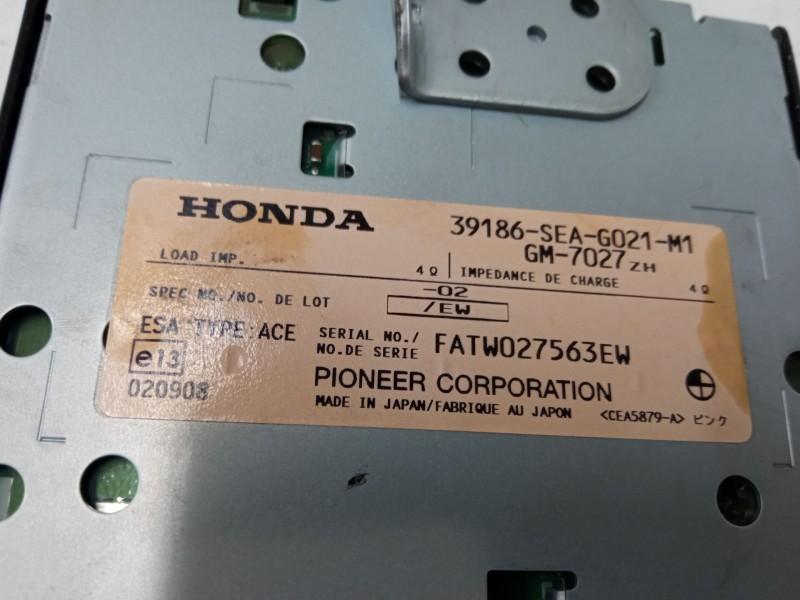 HONDA 39186-SEA-G021-M1
GM-7027 ZH
LOAD IMP. 4Ω IMPEDANCE DE CHARGE 4Ω
SPEC NO./NO. DE LOT -02
/EW
ESA TYPE:ACE SERIAL NO./
NO.DE SERIE FATW027563EW
e13
020908
PIONEER CORPORATION
MADE IN JAPAN/FABRIQUE AU JAPON <CEA5879-A> ピンク